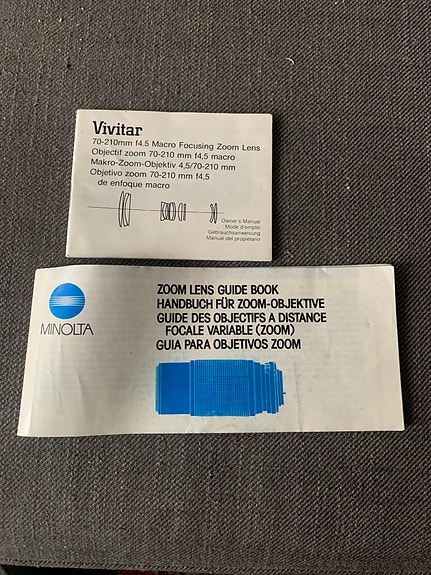 Vivitar
70-210mm f4.5 Macro Focusing Zoom Lens
Objectif zoom 70-210 mm f4,5 macro
Makro-Zoom-Objektiv 4,5/70-210 mm
Objetivo zoom 70-210 mm f4,5
de enfoque macro
Owner's Manual
Mode d'emploi
Gebrauchsanweisung
Manual del propietario
MINOLTA
ZOOM LENS GUIDE BOOK
HANDBUCH FÜR ZOOM-OBJEKTIVE
GUIDE DES OBJECTIFS A DISTANCE
FOCALE VARIABLE (ZOOM)
GUIA PARA OBJETIVOS ZOOM